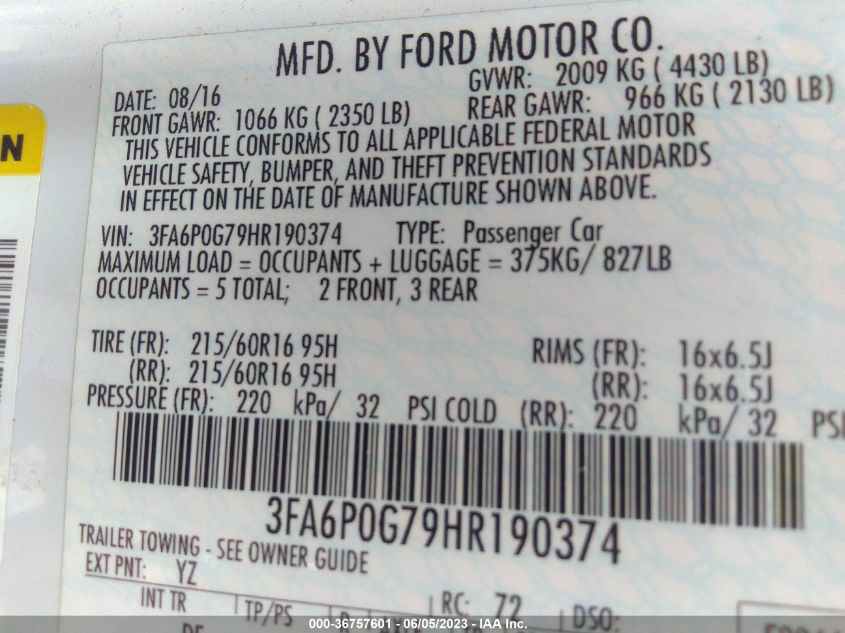 MFD. BY FORD MOTOR CO.
DATE: 08/16 GVWR: 2009 KG ( 4430 LB)
FRONT GAWR: 1066 KG ( 2350 LB) REAR GAWR: 966 KG ( 2130 LB)
THIS VEHICLE CONFORMS TO ALL APPLICABLE FEDERAL MOTOR
VEHICLE SAFETY, BUMPER, AND THEFT PREVENTION STANDARDS
IN EFFECT ON THE DATE OF MANUFACTURE SHOWN ABOVE.
VIN: 3FA6P0G79HR190374 TYPE: Passenger Car
MAXIMUM LOAD = OCCUPANTS + LUGGAGE = 375KG/ 827LB
OCCUPANTS = 5 TOTAL; 2 FRONT, 3 REAR
TIRE (FR): 215/60R16 95H RIMS (FR): 16x6.5J
(RR): 215/60R16 95H (RR): 16x6.5J
PRESSURE (FR): 220 kPa/ 32 PSI COLD (RR): 220 kPa/ 32 PSI
3FA6P0G79HR190374
TRAILER TOWING - SEE OWNER GUIDE
EXT PNT: YZ RC: 72 DSO:
INT TR TP/PS
N
000-36757601 - 06/05/2023 - IAA Inc.